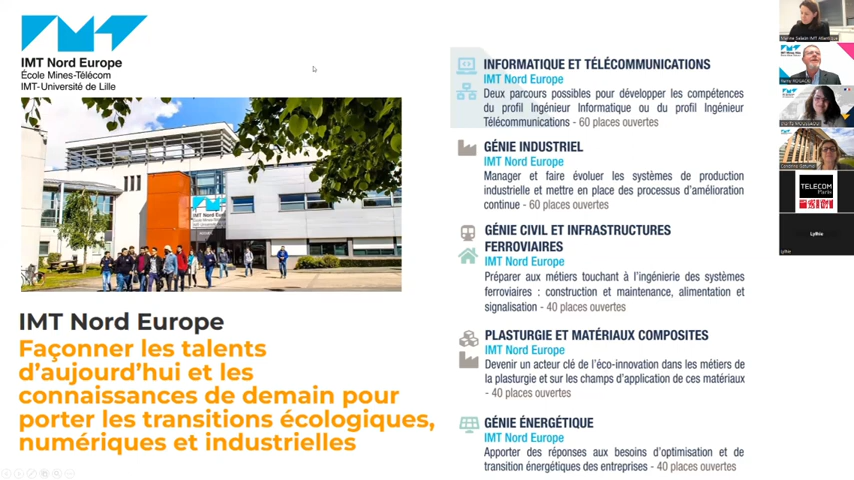 IMT Nord Europe
École Mines-Télécom
IMT-Université de Lille
IMT Nord Europe
IMT Nord Europe
Façonner les talents
d'aujourd'hui et les
connaissances de demain pour
porter les transitions écologiques,
numériques et industrielles
INFORMATIQUE ET TÉLÉCOMMUNICATIONS
IMT Nord Europe
Deux parcours possibles pour développer les compétences
du profil Ingénieur Informatique ou du profil Ingénieur
Télécommunications - 60 places ouvertes
GÉNIE INDUSTRIEL
IMT Nord Europe
Manager et faire évoluer les systèmes de production
industrielle et mettre en place des processus d'amélioration
continue - 60 places ouvertes
GÉNIE CIVIL ET INFRASTRUCTURES
FERROVIAIRES
IMT Nord Europe
Préparer aux métiers touchant à l'ingénierie des systèmes
ferroviaires : construction et maintenance, alimentation et
signalisation - 40 places ouvertes
PLASTURGIE ET MATÉRIAUX COMPOSITES
IMT Nord Europe
Devenir un acteur clé de l'éco-innovation dans les métiers de
la plasturgie et sur les champs d'application de ces matériaux
- 40 places ouvertes
GÉNIE ÉNERGÉTIQUE
IMT Nord Europe
Apporter des réponses aux besoins d'optimisation et de
transition énergétiques des entreprises - 40 places ouvertes
IMT Atlantique
TELECOM
Paris
Lylfkie